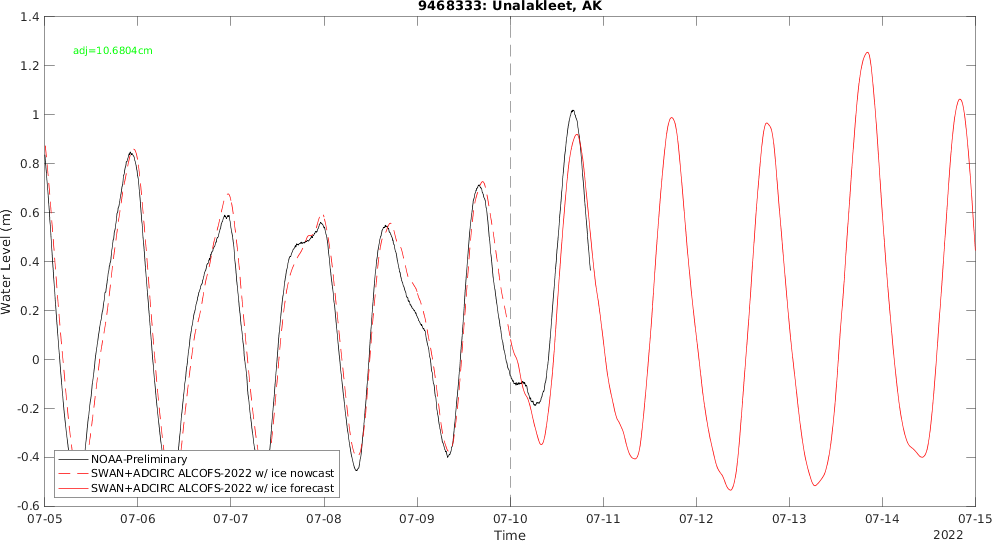 9468333: Unalakleet, AK
adj=10.6804cm
Water Level (m)
1.4
1.2
1
0.8
0.6
0.4
0.2
0
-0.2
-0.4
-0.6
NOAA-Preliminary
SWAN+ADCIRC ALCOFS-2022 w/ ice nowcast
SWAN+ADCIRC ALCOFS-2022 w/ ice forecast
07-05 07-06 07-07 07-08 07-09 07-10 07-11 07-12 07-13 07-14 07-15
Time
2022